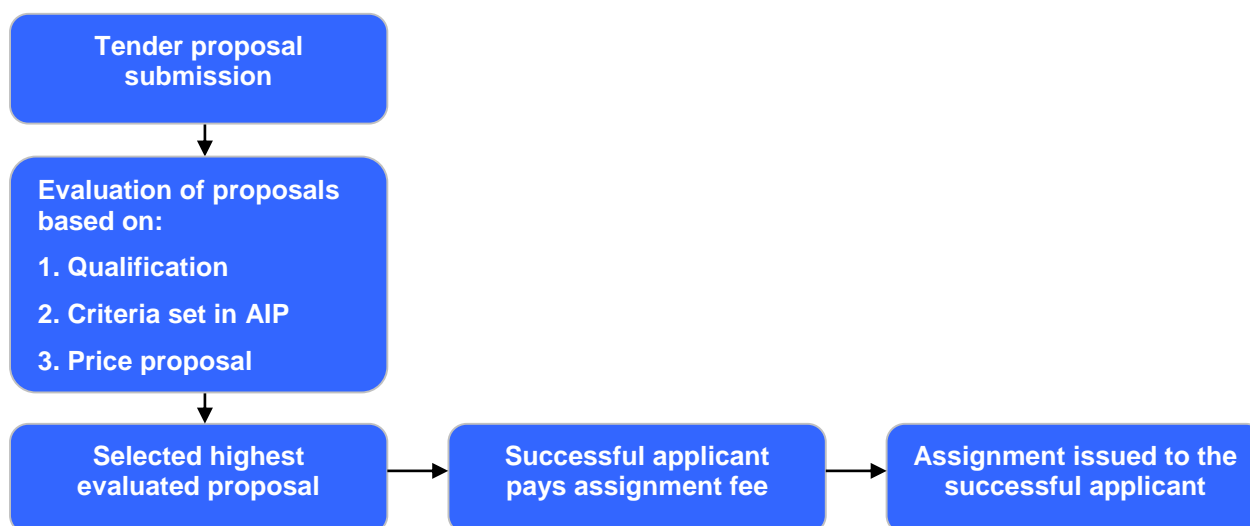 Tender proposal
submission
Evaluation of proposals
based on:
1. Qualification
2. Criteria set in AIP
3. Price proposal
Selected highest
evaluated proposal
Successful applicant
pays assignment fee
Assignment issued to the
successful applicant